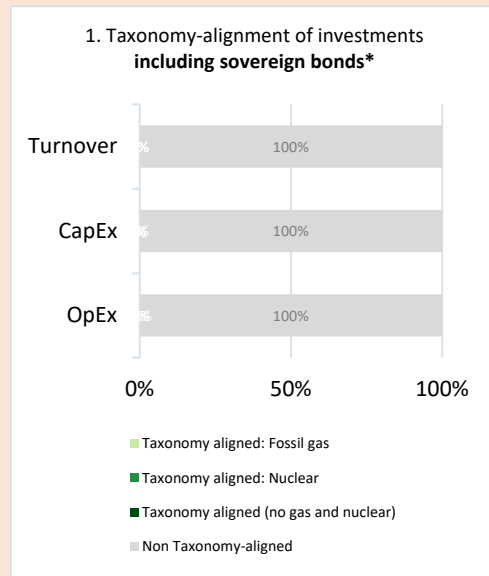 1. Taxonomy-alignment of investments
including sovereign bonds*
Turnover 100%
CapEx 100%
OpEx 100%
0% 50% 100%
Taxonomy aligned: Fossil gas
Taxonomy aligned: Nuclear
Taxonomy aligned (no gas and nuclear)
Non Taxonomy-aligned